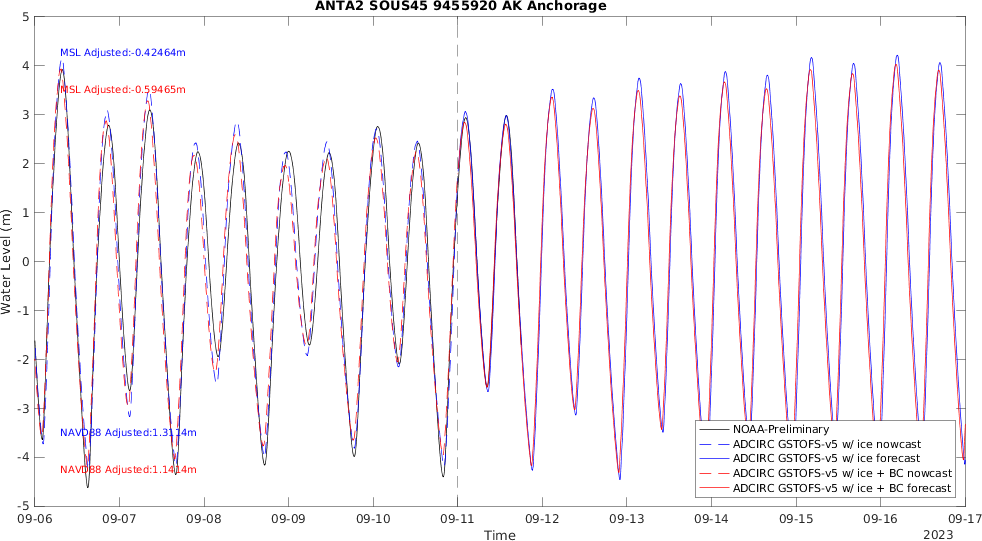 ANTA2 SOUS45 9455920 AK Anchorage
5
4
3
2
1
0
-1
-2
-3
-4
-5
Water Level (m)
MSL Adjusted:-0.42464m
MSL Adjusted:-0.59465m
NAVD88 Adjusted:1.3114m
NAVD88 Adjusted:1.1414m
NOAA-Preliminary
ADCIRC GSTOFS-v5 w/ ice nowcast
ADCIRC GSTOFS-v5 w/ ice forecast
ADCIRC GSTOFS-v5 w/ ice + BC nowcast
ADCIRC GSTOFS-v5 w/ ice + BC forecast
09-06 09-07 09-08 09-09 09-10 09-11 09-12 09-13 09-14 09-15 09-16 09-17
Time
2023